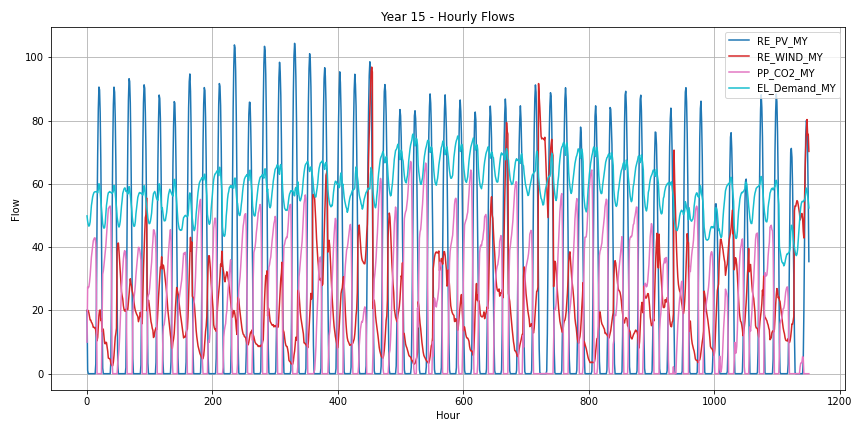 Year 15 - Hourly Flows
RE_PV_MY
RE_WIND_MY
PP_CO2_MY
EL_Demand_MY
Flow
100
80
60
40
20
0
0 200 400 600 800 1000 1200
Hour